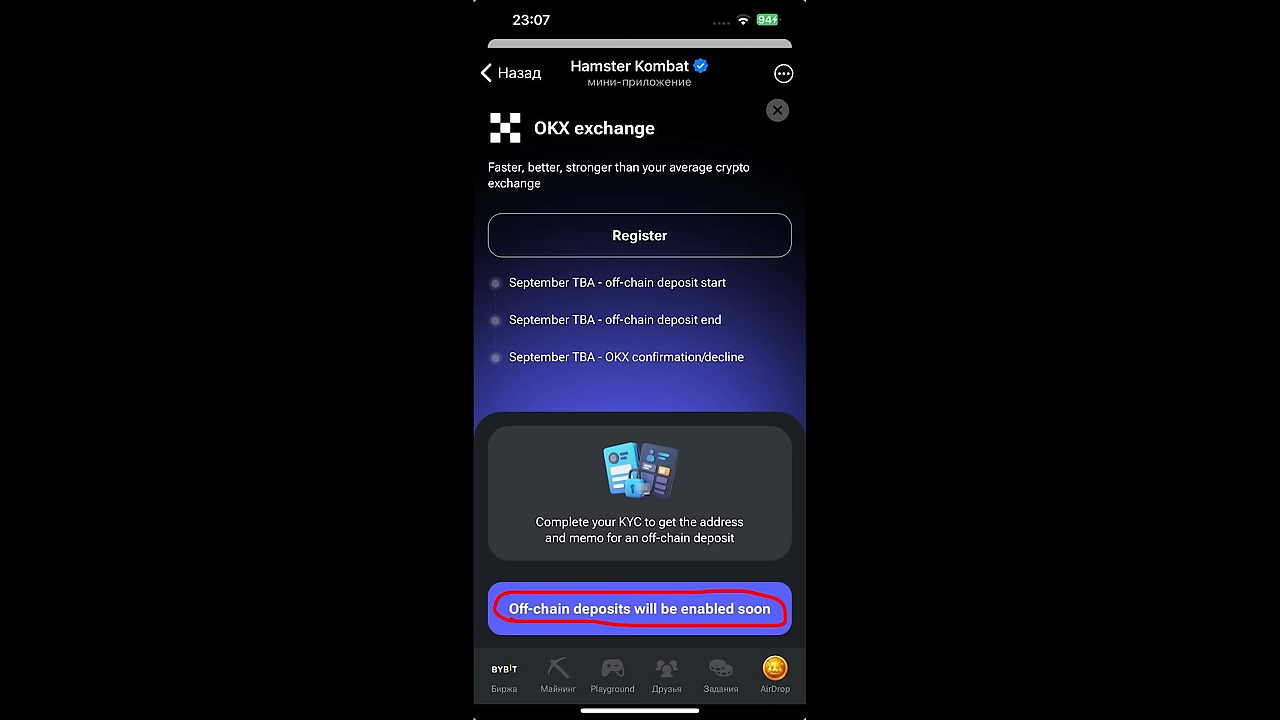 23:07
94
Назад
Hamster Kombat
мини-приложение
OKX exchange
Faster, better, stronger than your average crypto
exchange
Register
September TBA - off-chain deposit start
September TBA - off-chain deposit end
September TBA - OKX confirmation/decline
Complete your KYC to get the address
and memo for an off-chain deposit
Off-chain deposits will be enabled soon
BYBIT
Биржа
Майнинг
Playground
Друзья
Задания
AirDrop